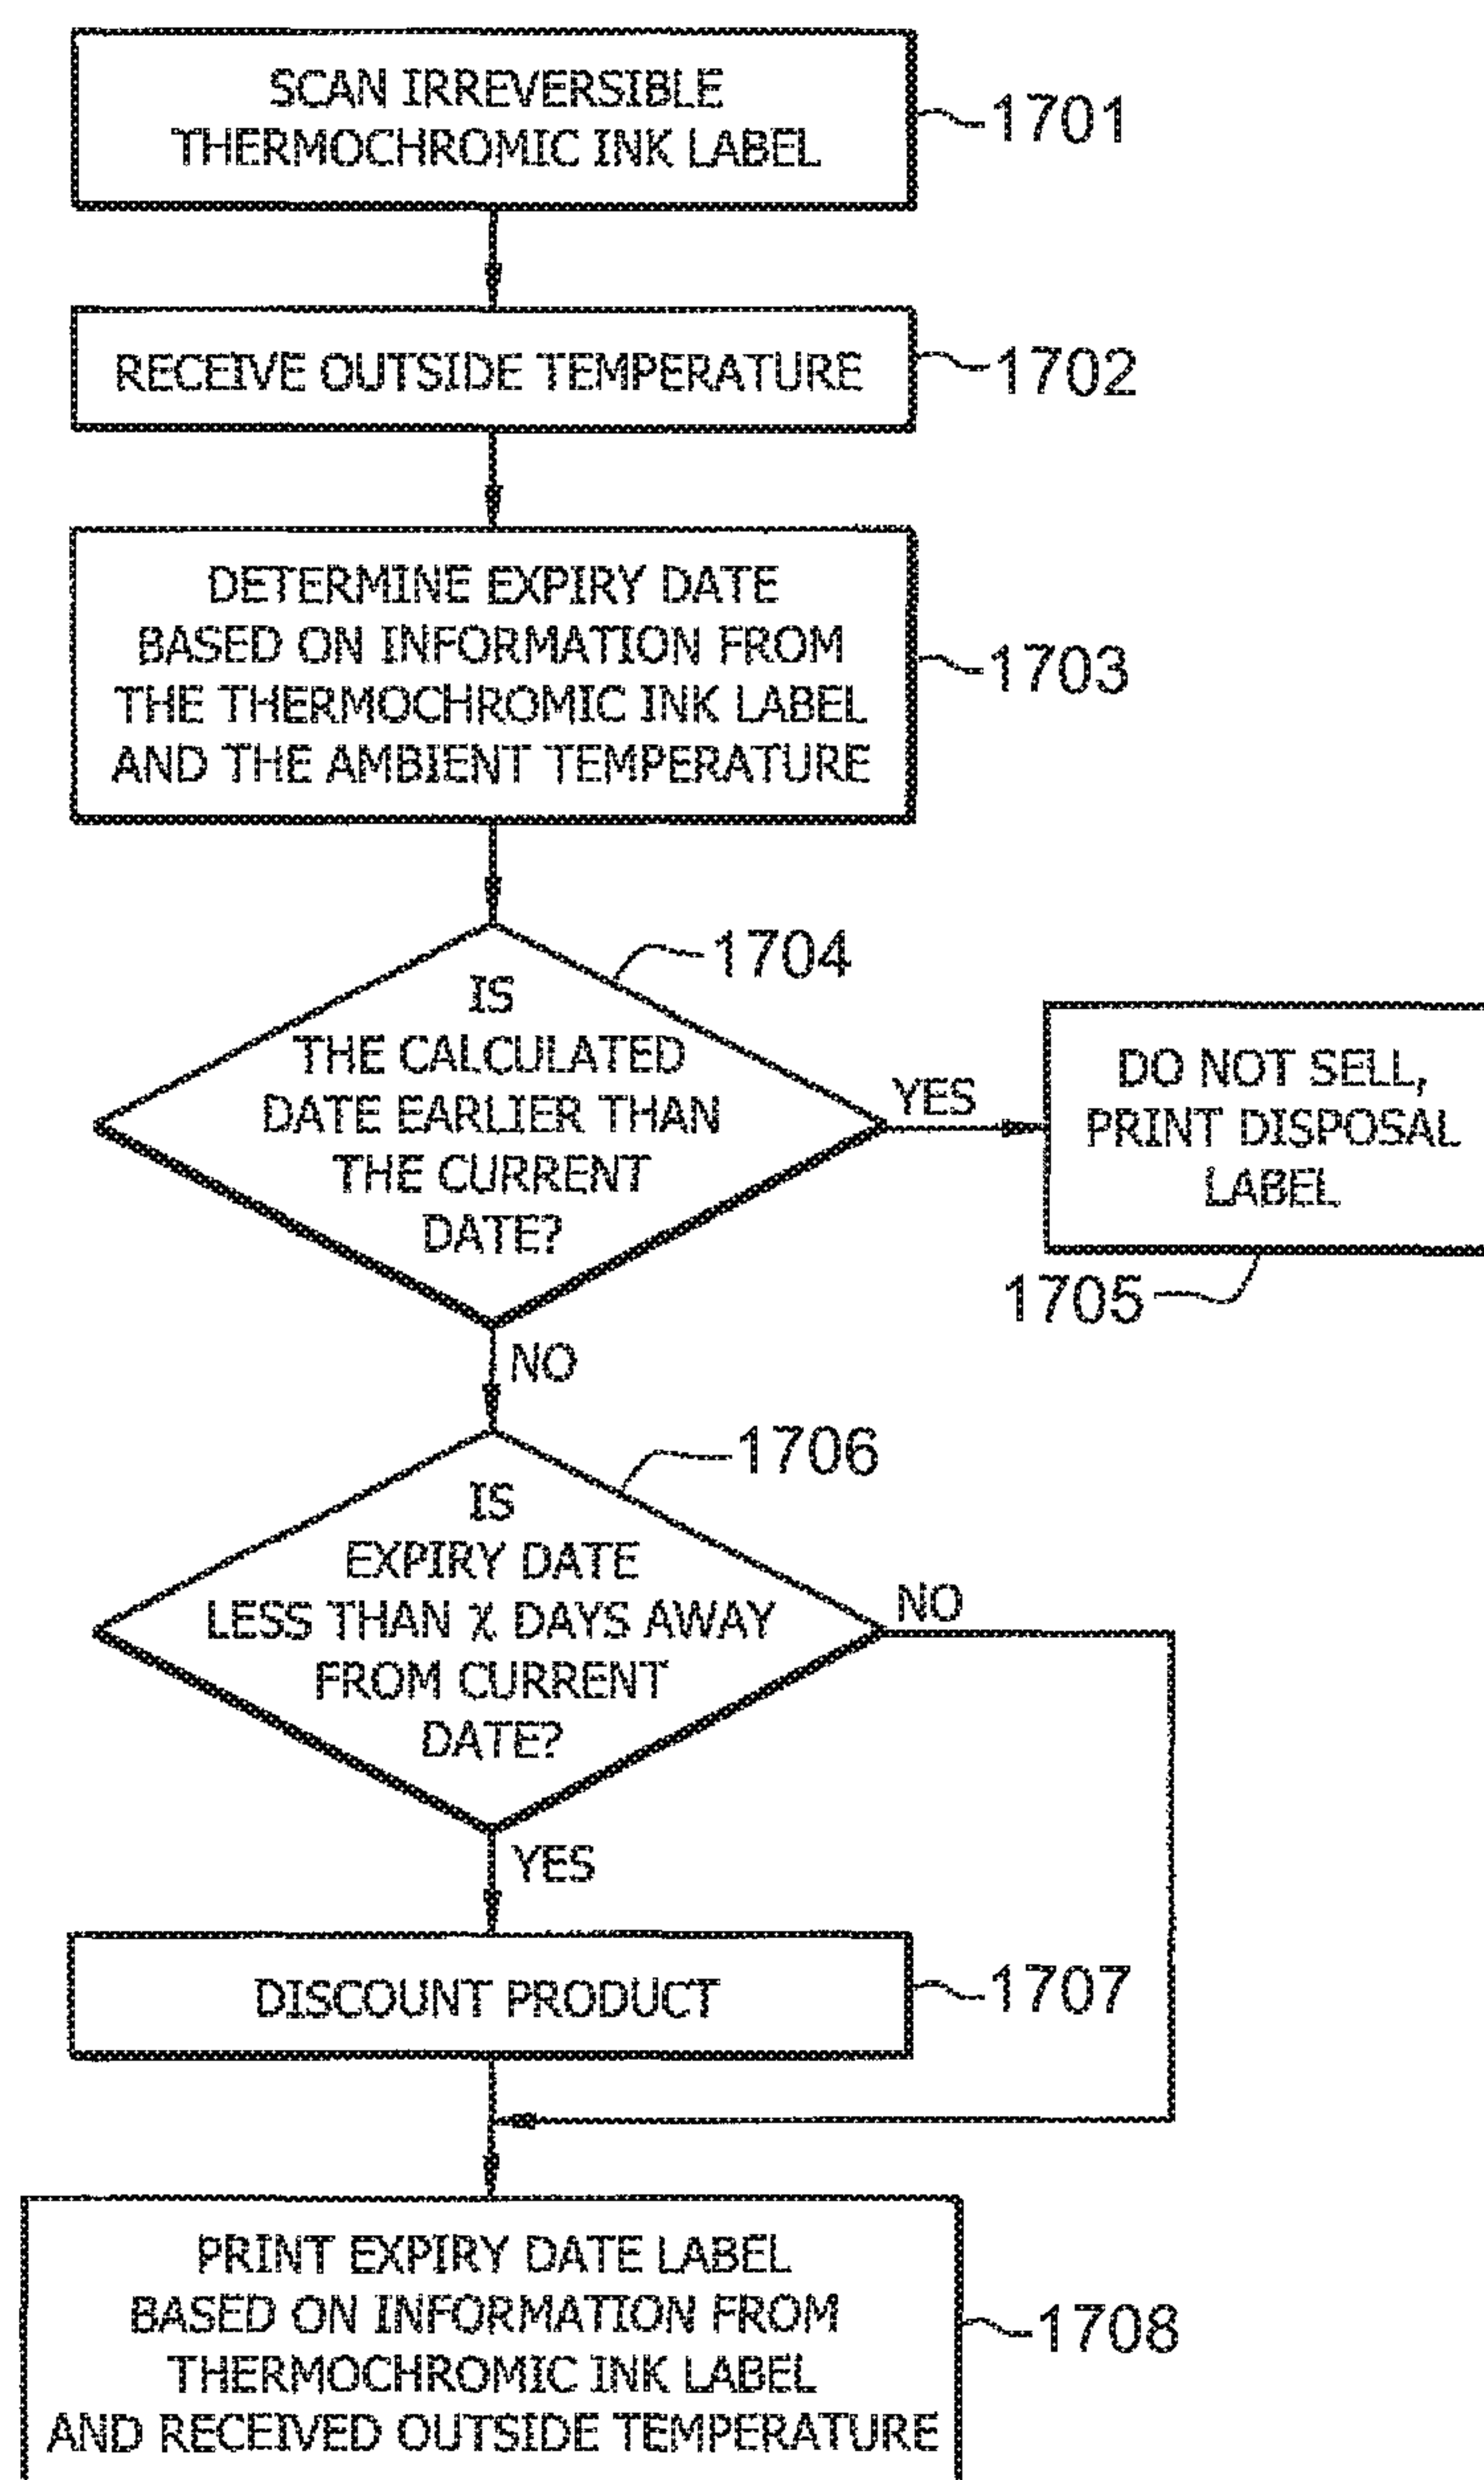 SCAN IRREVERSIBLE
THERMOCHROMIC INK LABEL
1701
RECEIVE OUTSIDE TEMPERATURE
1702
DETERMINE EXPIRY DATE
BASED ON INFORMATION FROM
THE THERMOCHROMIC INK LABEL
AND THE AMBIENT TEMPERATURE
1703
1704
IS
THE CALCULATED
DATE EARLIER THAN
THE CURRENT
DATE?
YES
DO NOT SELL,
PRINT DISPOSAL
LABEL
1705
NO
1706
IS
EXPIRY DATE
LESS THAN χ DAYS AWAY
FROM CURRENT
DATE?
NO
YES
DISCOUNT PRODUCT
1707
PRINT EXPIRY DATE LABEL
BASED ON INFORMATION FROM
THERMOCHROMIC INK LABEL
AND RECEIVED OUTSIDE TEMPERATURE
1708